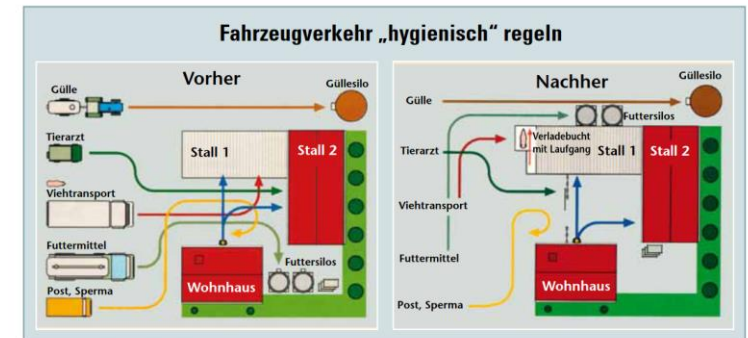 Fahrzeugverkehr „hygienisch“ regeln
Vorher
Gülle
Güllesilo
Tierarzt
Stall 1
Stall 2
Viehtransport
Futtermittel
Futtersilos
Wohnhaus
Post, Sperma
Nachher
Güllesilo
Gülle
Futtersilos
Verladebucht
mit Laufgang
Tierarzt
Stall 1
Stall 2
Viehtransport
Futtermittel
Wohnhaus
Post, Sperma